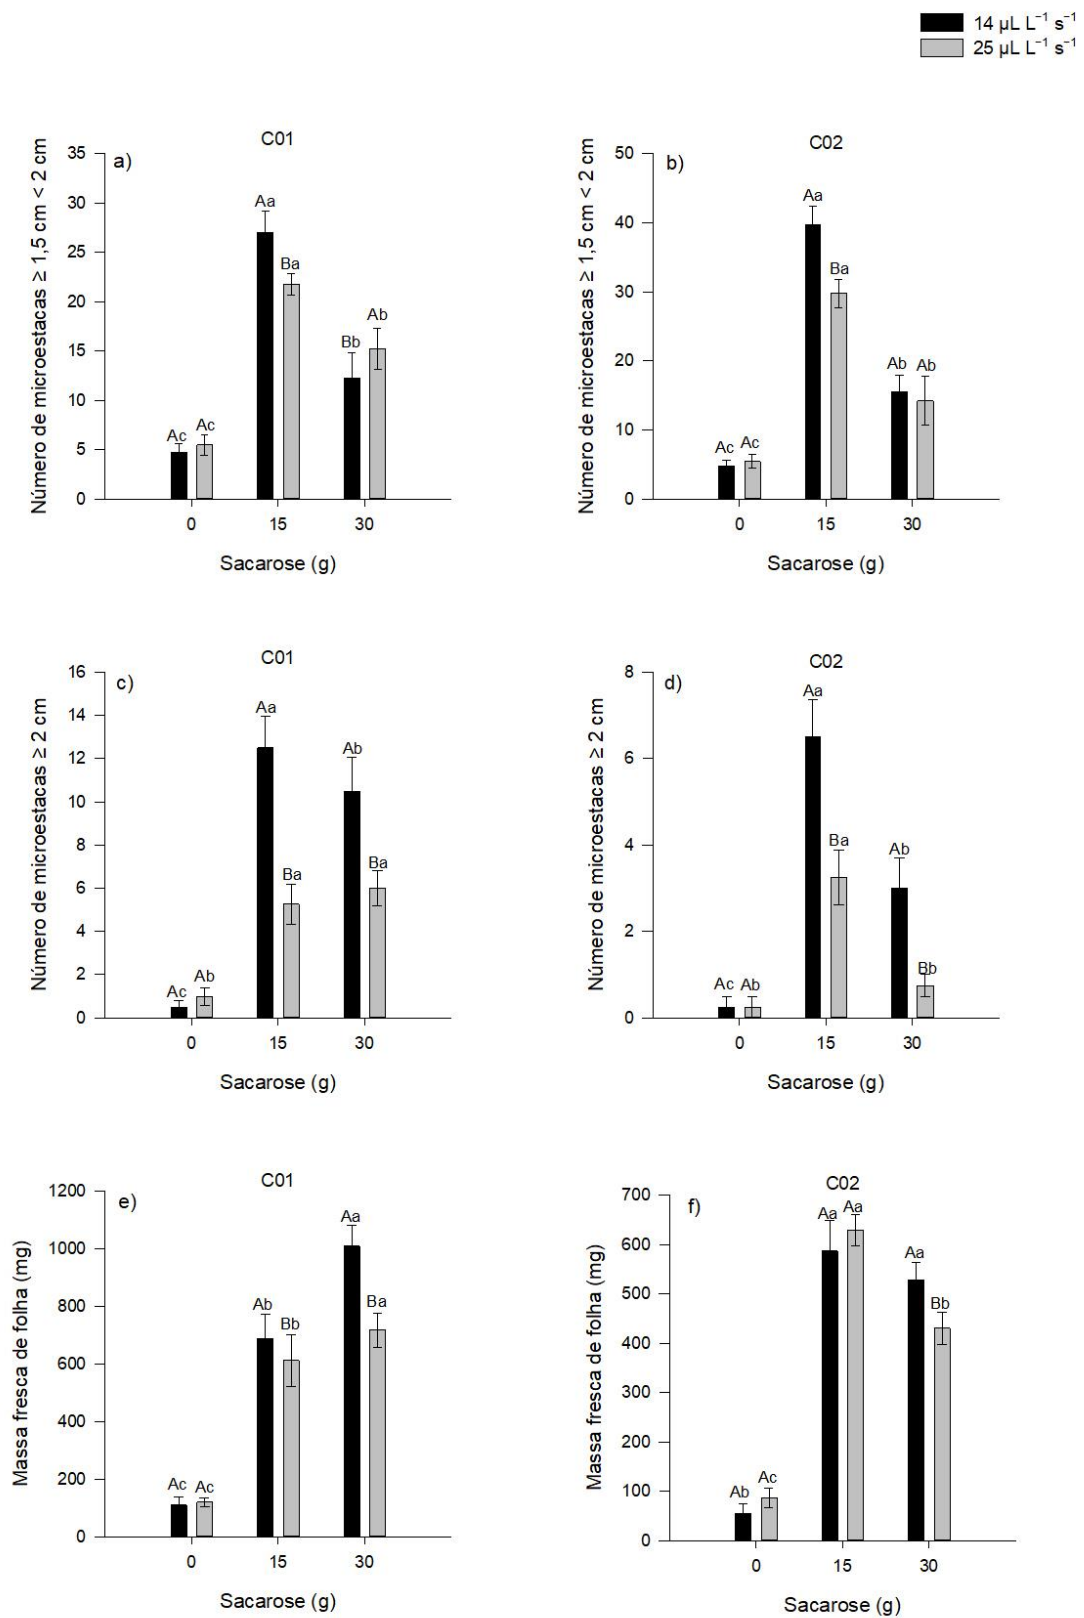 14 µL L⁻¹ s⁻¹
25 µL L⁻¹ s⁻¹
C01
a)
Número de microestacas ≥ 1,5 cm < 2 cm
35
30
25
20
15
10
5
0
Ac
Ac
Aa
Ba
Bb
Ab
0
15
30
Sacarose (g)
C02
b)
Número de microestacas ≥ 1,5 cm < 2 cm
50
40
30
20
10
0
Ac
Ac
Aa
Ba
Ab
Ab
0
15
30
Sacarose (g)
C01
c)
Número de microestacas ≥ 2 cm
16
14
12
10
8
6
4
2
0
Ac
Ab
Aa
Ba
Ab
Ba
0
15
30
Sacarose (g)
C02
d)
Número de microestacas ≥ 2 cm
8
6
4
2
0
Ac
Ab
Aa
Ba
Ab
Bb
0
15
30
Sacarose (g)
C01
e)
Massa fresca de folha (mg)
1200
1000
800
600
400
200
0
Ac
Ac
Ab
Bb
Aa
Ba
0
15
30
Sacarose (g)
C02
f)
Massa fresca de folha (mg)
700
600
500
400
300
200
100
0
Ab
Ac
Aa
Aa
Aa
Bb
0
15
30
Sacarose (g)